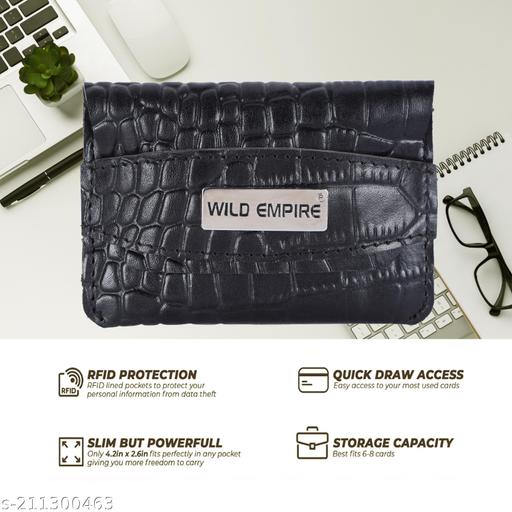 WILD EMPIRE
RFID PROTECTION
RFID lined pockets to protect your
personal information from data theft
RFID
QUICK DRAW ACCESS
Easy access to your most used cards
SLIM BUT POWERFULL
Only 4.2in x 2.6in fits perfectly in any pocket
giving you more freedom to carry
STORAGE CAPACITY
Best fits 6-8 cards
s-211300463